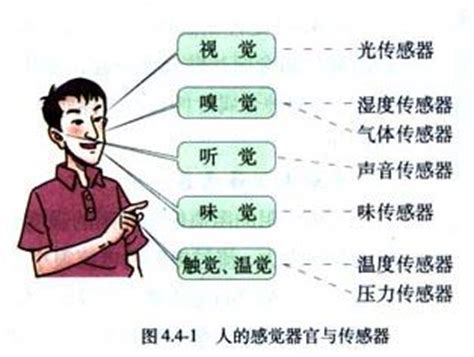 视 觉 光传感器
嗅 觉 湿度传感器
气体传感器
听 觉 声音传感器
味 觉 味传感器
触觉、温觉 温度传感器
压力传感器
图 4.4-1 人的感觉器官与传感器